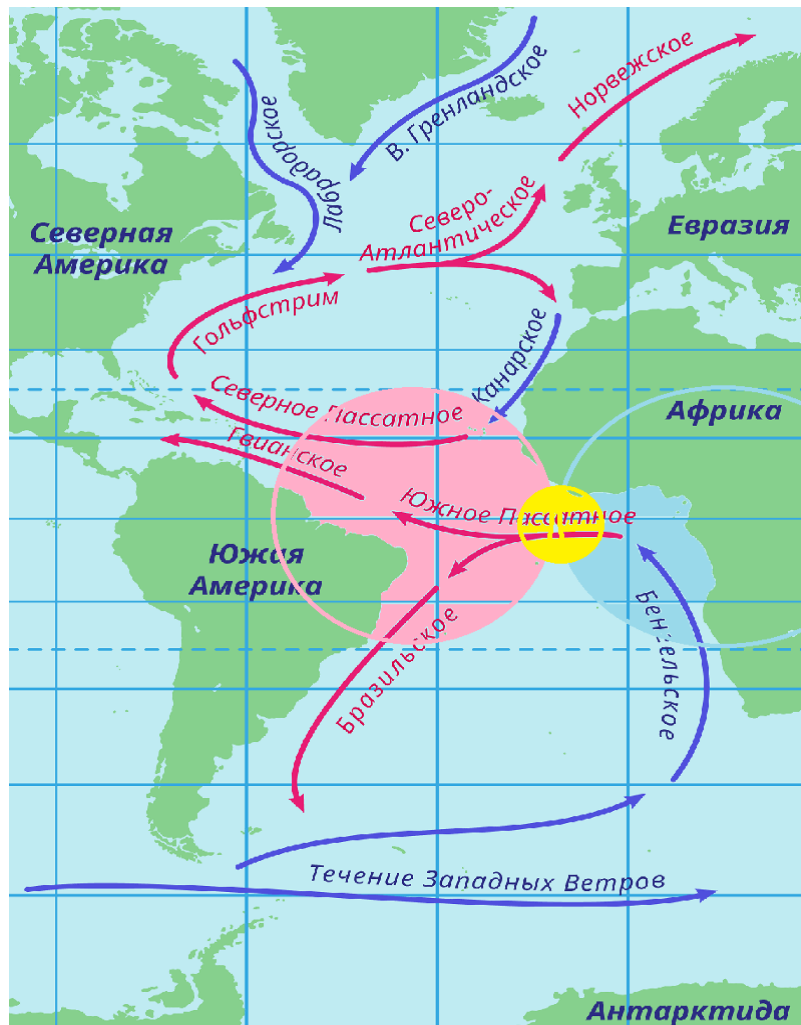 Норвежское
В. Гренландское
Лабрадорское
Северо-
Атлантическое
Северная
Америка
Евразия
Гольфстрим
Канарское
Северное Пассатное
Африка
Гвианское
Южное Пассатное
Южая
Америка
Бенгельское
Бразильское
Течение Западных Ветров
Антарктида